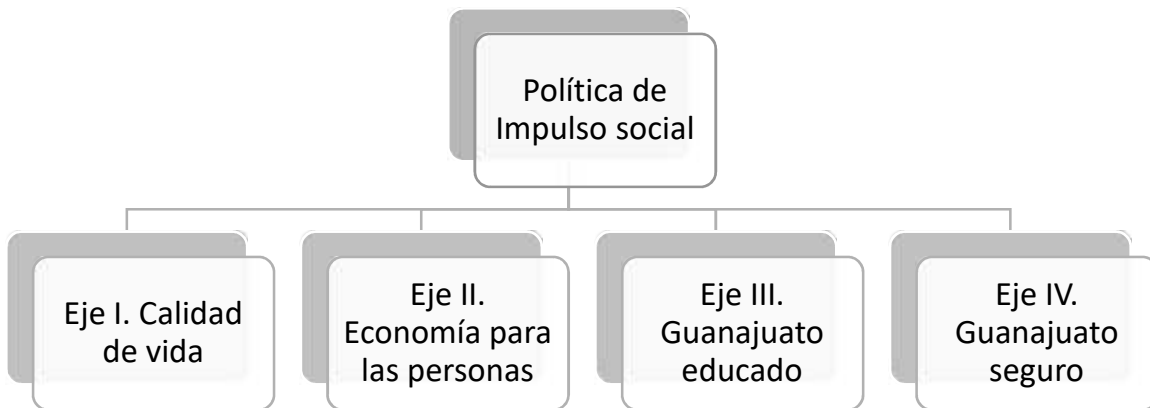 Política de
Impulso social
Eje I. Calidad
de vida
Eje II.
Economía para
las personas
Eje III.
Guanajuato
educado
Eje IV.
Guanajuato
seguro